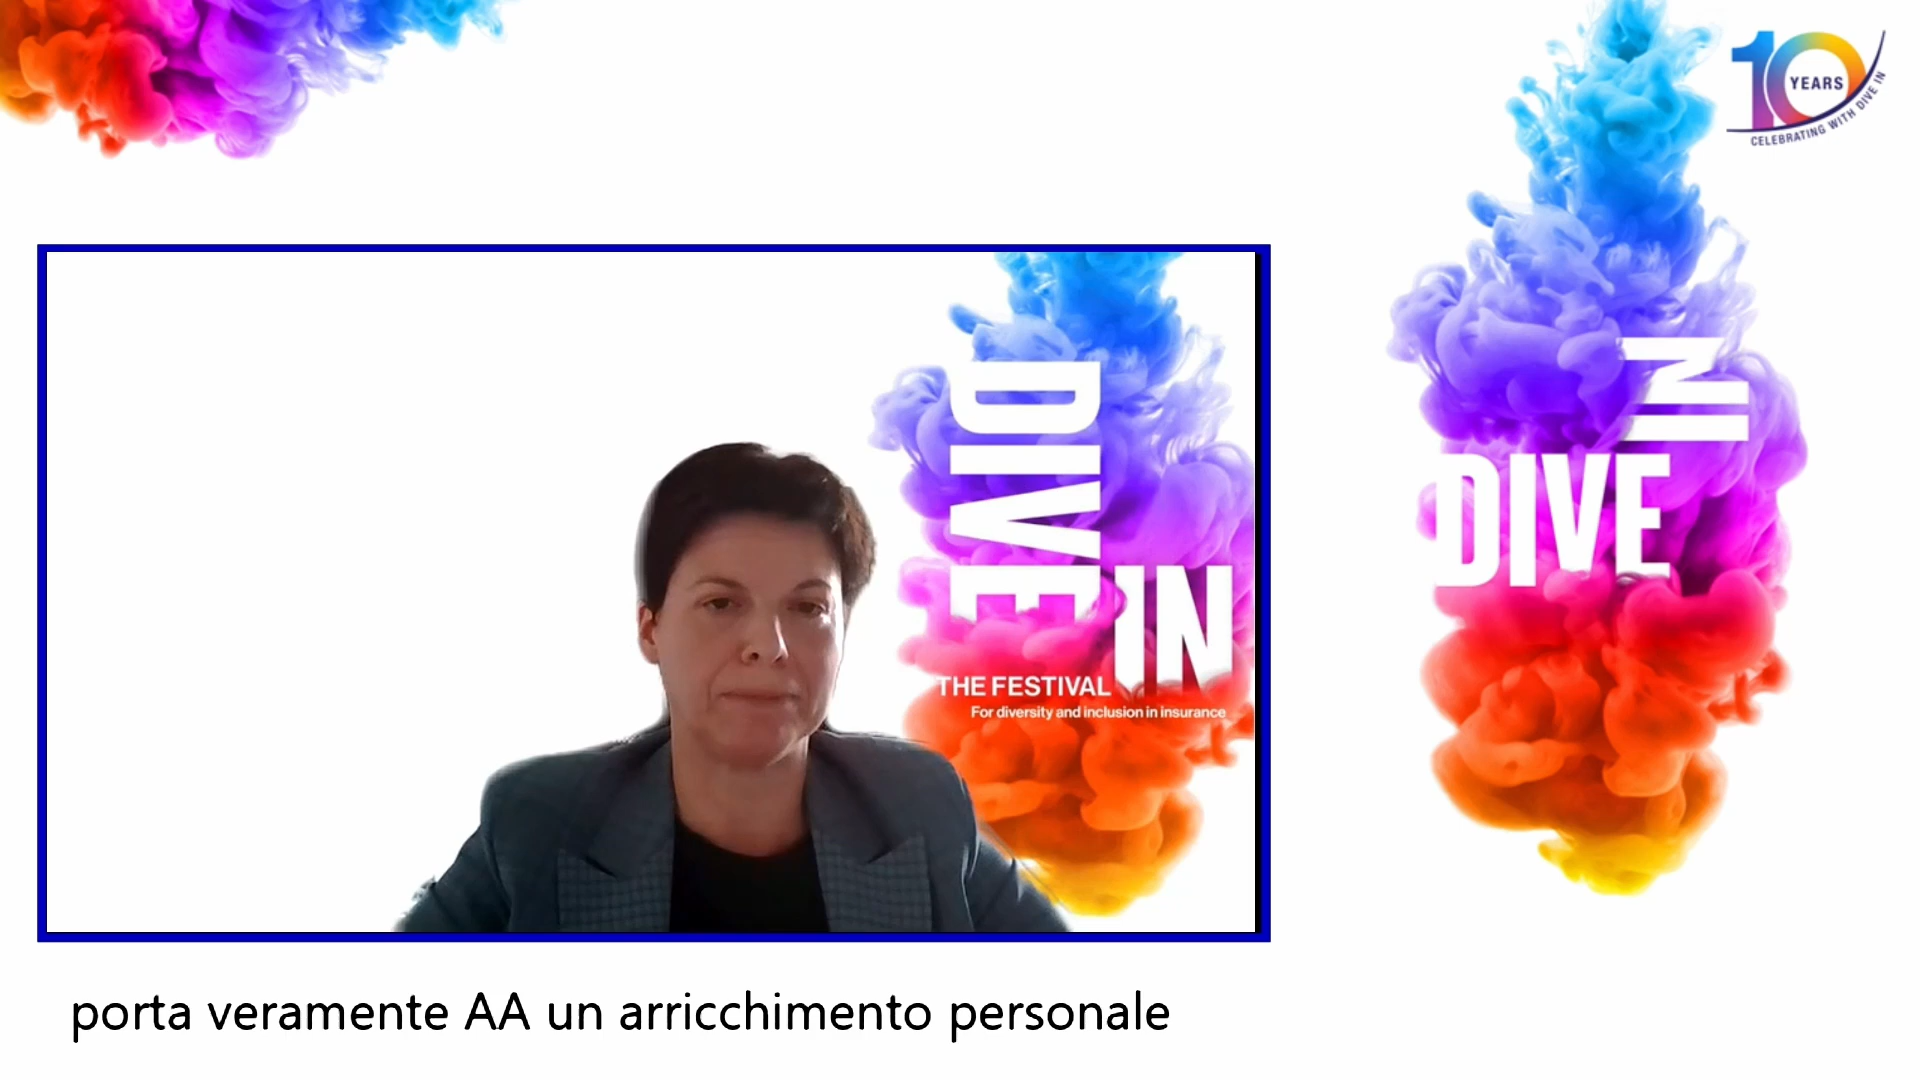 10
YEARS
CELEBRATING WITH DIVE IN
DIVE
IN
THE FESTIVAL
For diversity and inclusion in insurance
IN
DIVE
porta veramente AA un arricchimento personale